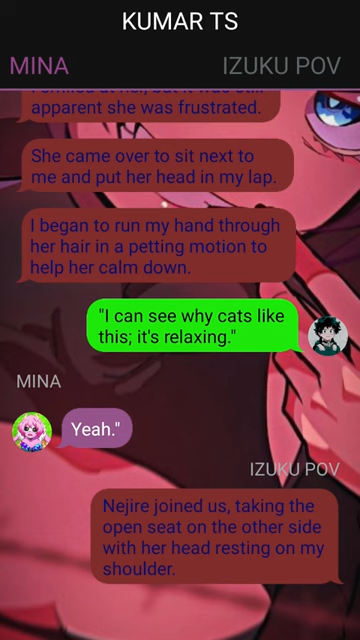 KUMAR TS
MINA IZUKU POV
apparent she was frustrated.
She came over to sit next to
me and put her head in my lap.
I began to run my hand through
her hair in a petting motion to
help her calm down.
"I can see why cats like
this; it's relaxing."
MINA
Yeah."
IZUKU POV
Nejire joined us, taking the
open seat on the other side
with her head resting on my
shoulder.